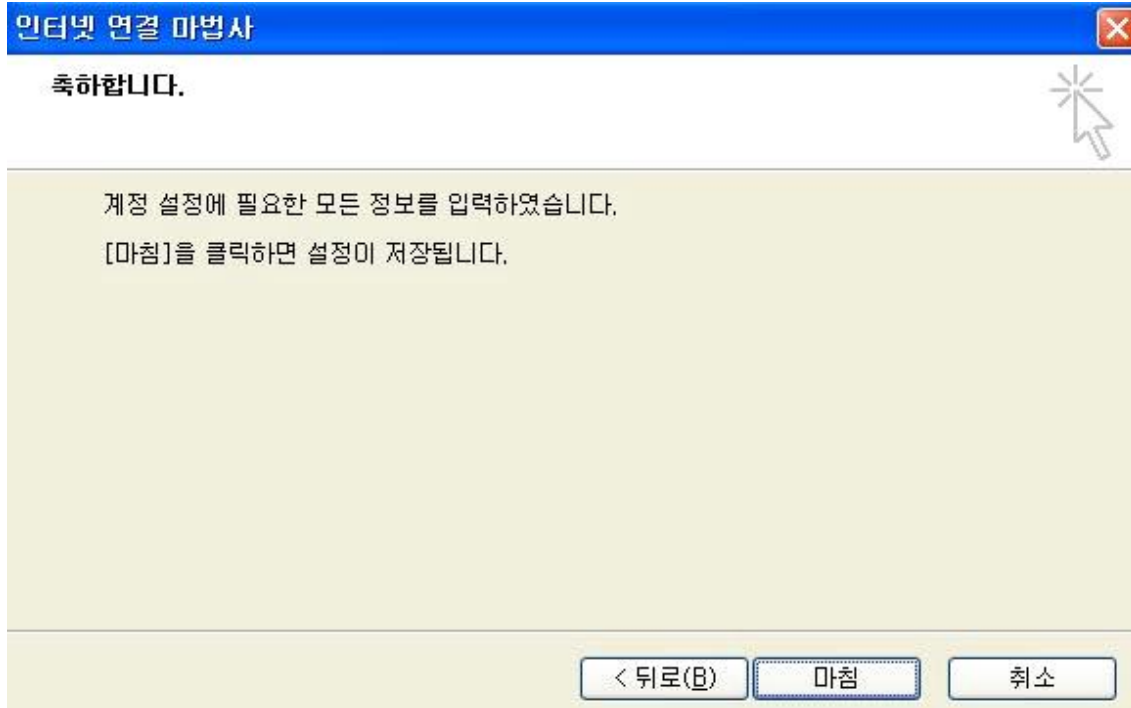 인터넷 연결 마법사
축하합니다.
계정 설정에 필요한 모든 정보를 입력하였습니다.
[마침]을 클릭하면 설정이 저장됩니다.
< 뒤로(B) 마침 취소